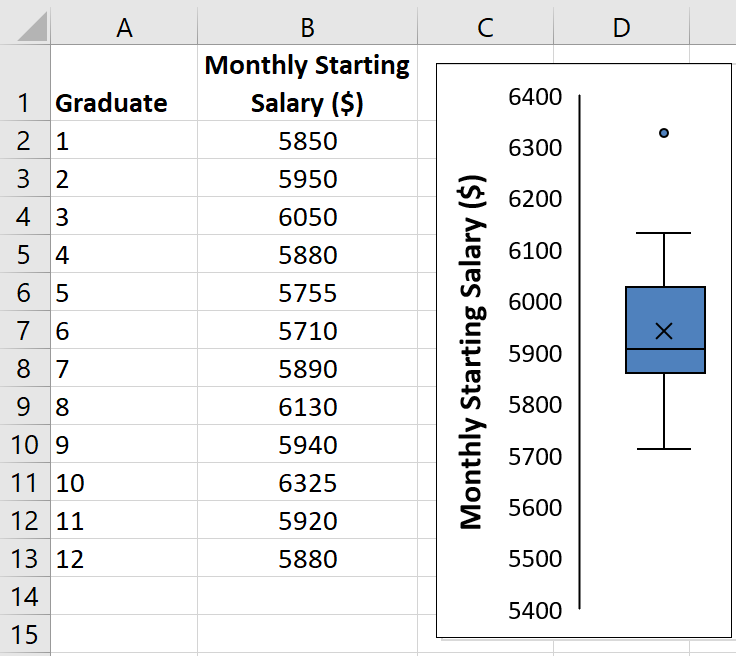 A B C D
Monthly Starting
1 Graduate Salary ($)
2 1 5850
3 2 5950
4 3 6050
5 4 5880
6 5 5755
7 6 5710
8 7 5890
9 8 6130
10 9 5940
11 10 6325
12 11 5920
13 12 5880
14
15
Monthly Starting Salary ($)
6400
6300
6200
6100
6000
5900
5800
5700
5600
5500
5400